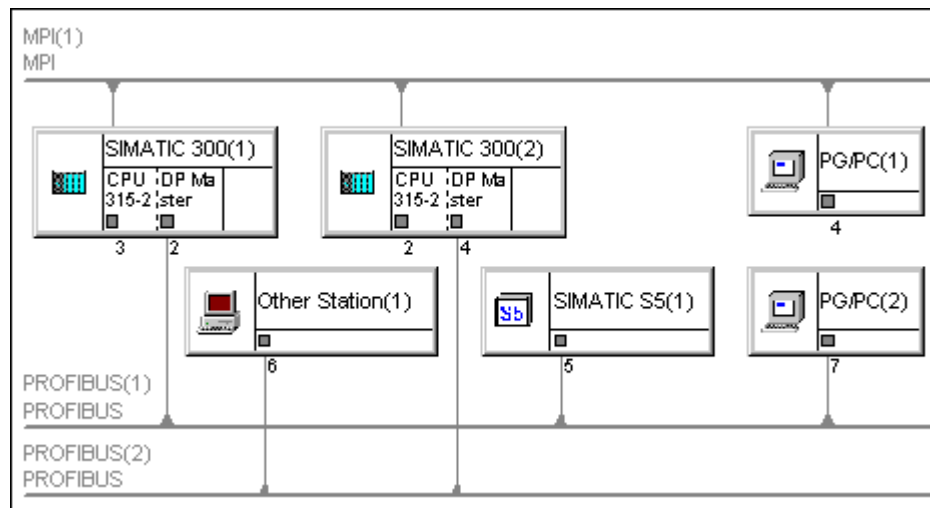 MPI(1)
MPI
SIMATIC 300(1)
CPU 315-2
DP Ma ster
3
2
SIMATIC 300(2)
CPU 315-2
DP Ma ster
2
4
PG/PC(1)
4
Other Station(1)
6
S5
SIMATIC S5(1)
5
PG/PC(2)
7
PROFIBUS(1)
PROFIBUS
PROFIBUS(2)
PROFIBUS